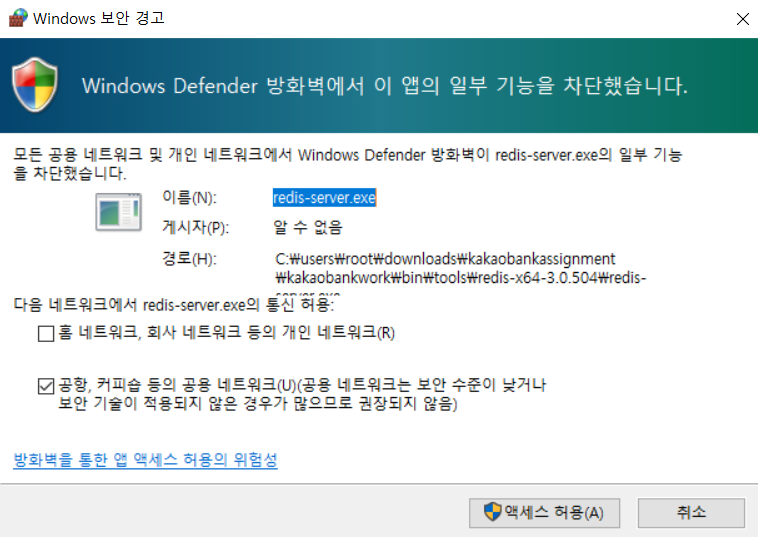 Windows 보안 경고
Windows Defender 방화벽에서 이 앱의 일부 기능을 차단했습니다.
모든 공용 네트워크 및 개인 네트워크에서 Windows Defender 방화벽이 redis-server.exe의 일부 기능
을 차단했습니다.
이름(N): redis-server.exe
게시자(P): 알 수 없음
경로(H): C:₩users₩root₩downloads₩kakaobankassignment
₩kakaobankwork₩bin₩tools₩redis-x64-3.0.504₩redis-
server.exe
다음 네트워크에서 redis-server.exe의 통신 허용:
홈 네트워크, 회사 네트워크 등의 개인 네트워크(R)
공항, 커피숍 등의 공용 네트워크(U)(공용 네트워크는 보안 수준이 낮거나
보안 기술이 적용되지 않은 경우가 많으므로 권장되지 않음)
방화벽을 통한 앱 액세스 허용의 위험성
액세스 허용(A)
취소